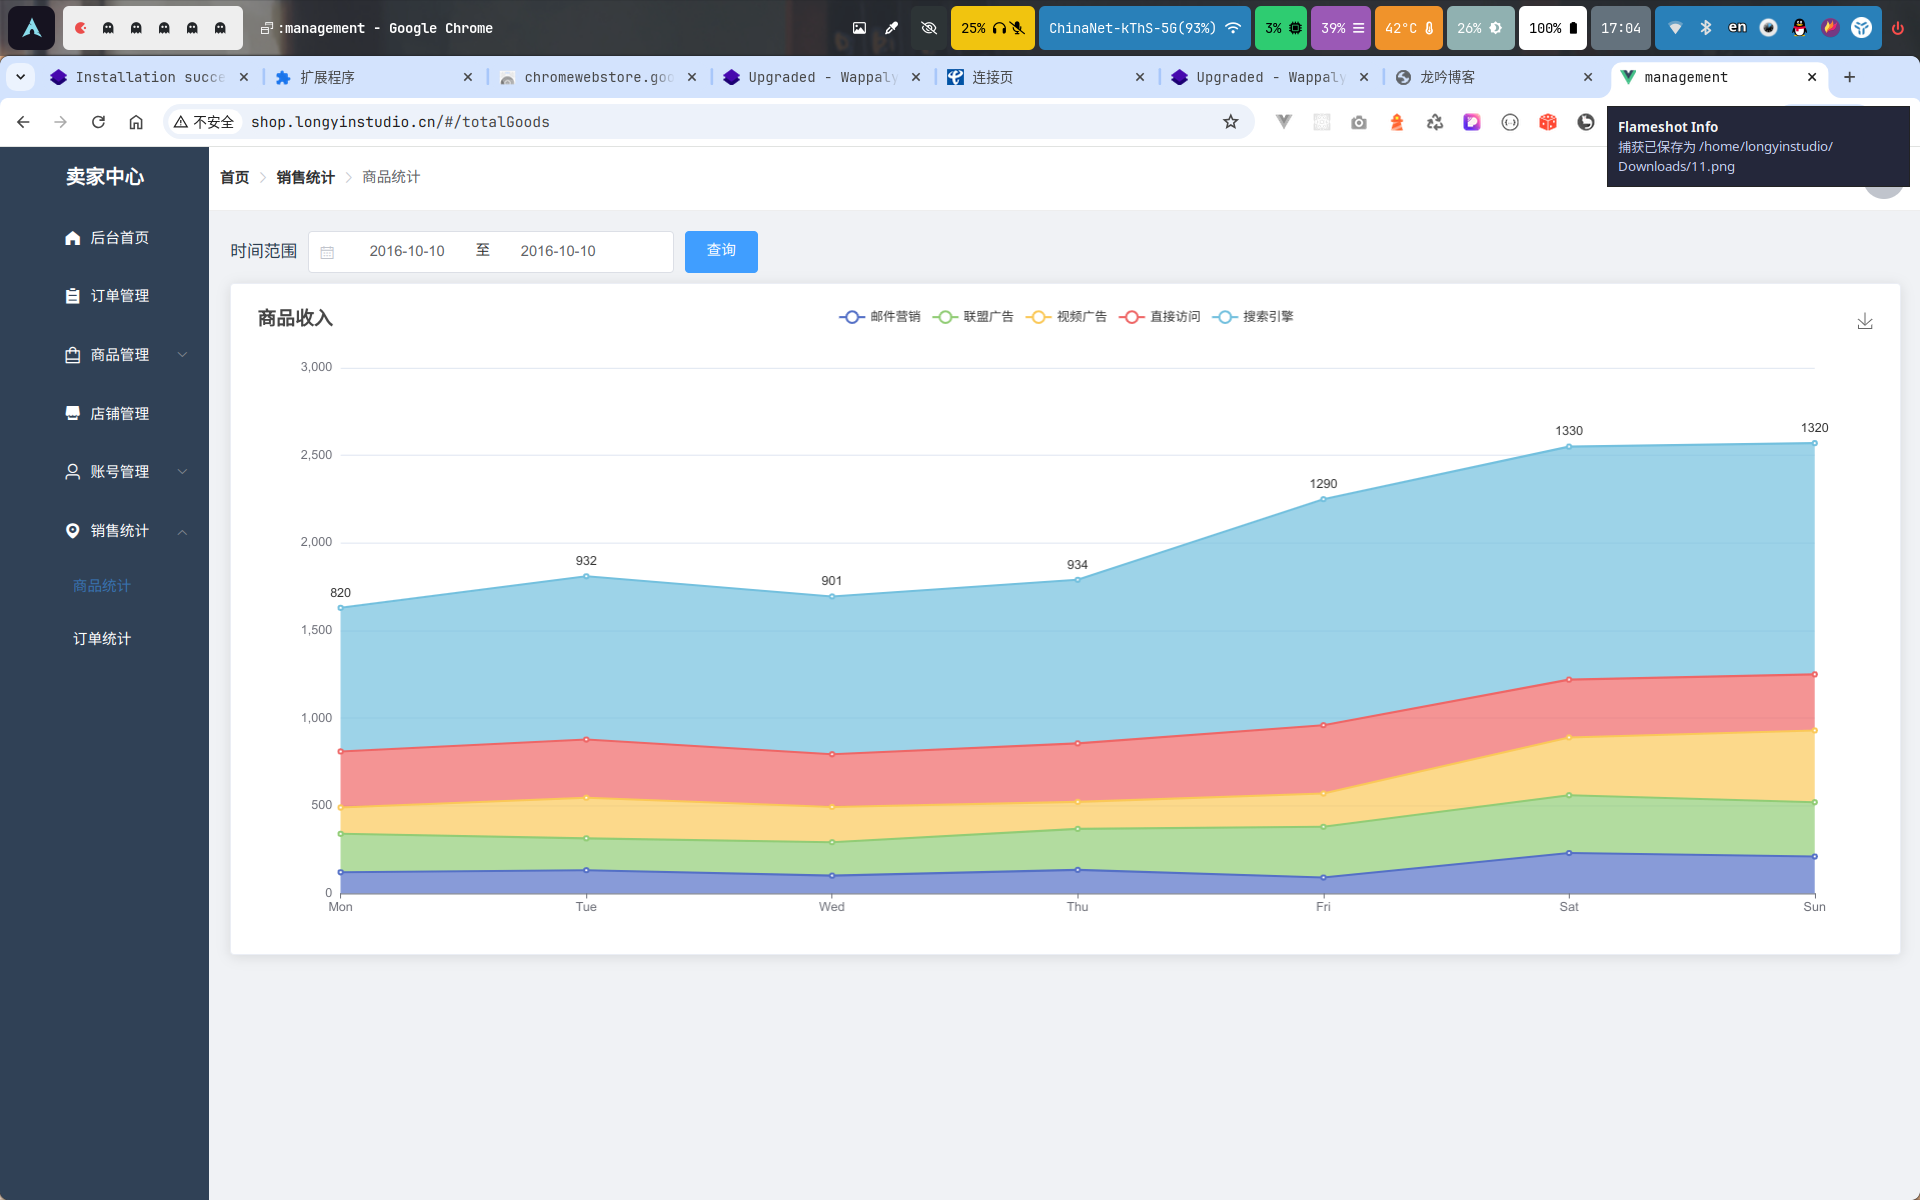 :management - Google Chrome
25%
ChinaNet-kThS-5G(93%)
3%
39%
42°C
26%
100%
17:04
en
Installation succe
扩展程序
chromewebstore.goo
Upgraded - Wappaly
连接页
Upgraded - Wappaly
龙吟博客
management
不安全
shop.longyinstudio.cn/#/totalGoods
Flameshot Info
捕获已保存为 /home/longyinstudio/
Downloads/11.png
卖家中心
后台首页
订单管理
商品管理
店铺管理
账号管理
销售统计
商品统计
订单统计
首页
销售统计
商品统计
时间范围
2016-10-10
至
2016-10-10
查询
商品收入
邮件营销
联盟广告
视频广告
直接访问
搜索引擎
3,000
2,500
2,000
1,500
1,000
500
0
820
932
901
934
1290
1330
1320
Mon
Tue
Wed
Thu
Fri
Sat
Sun